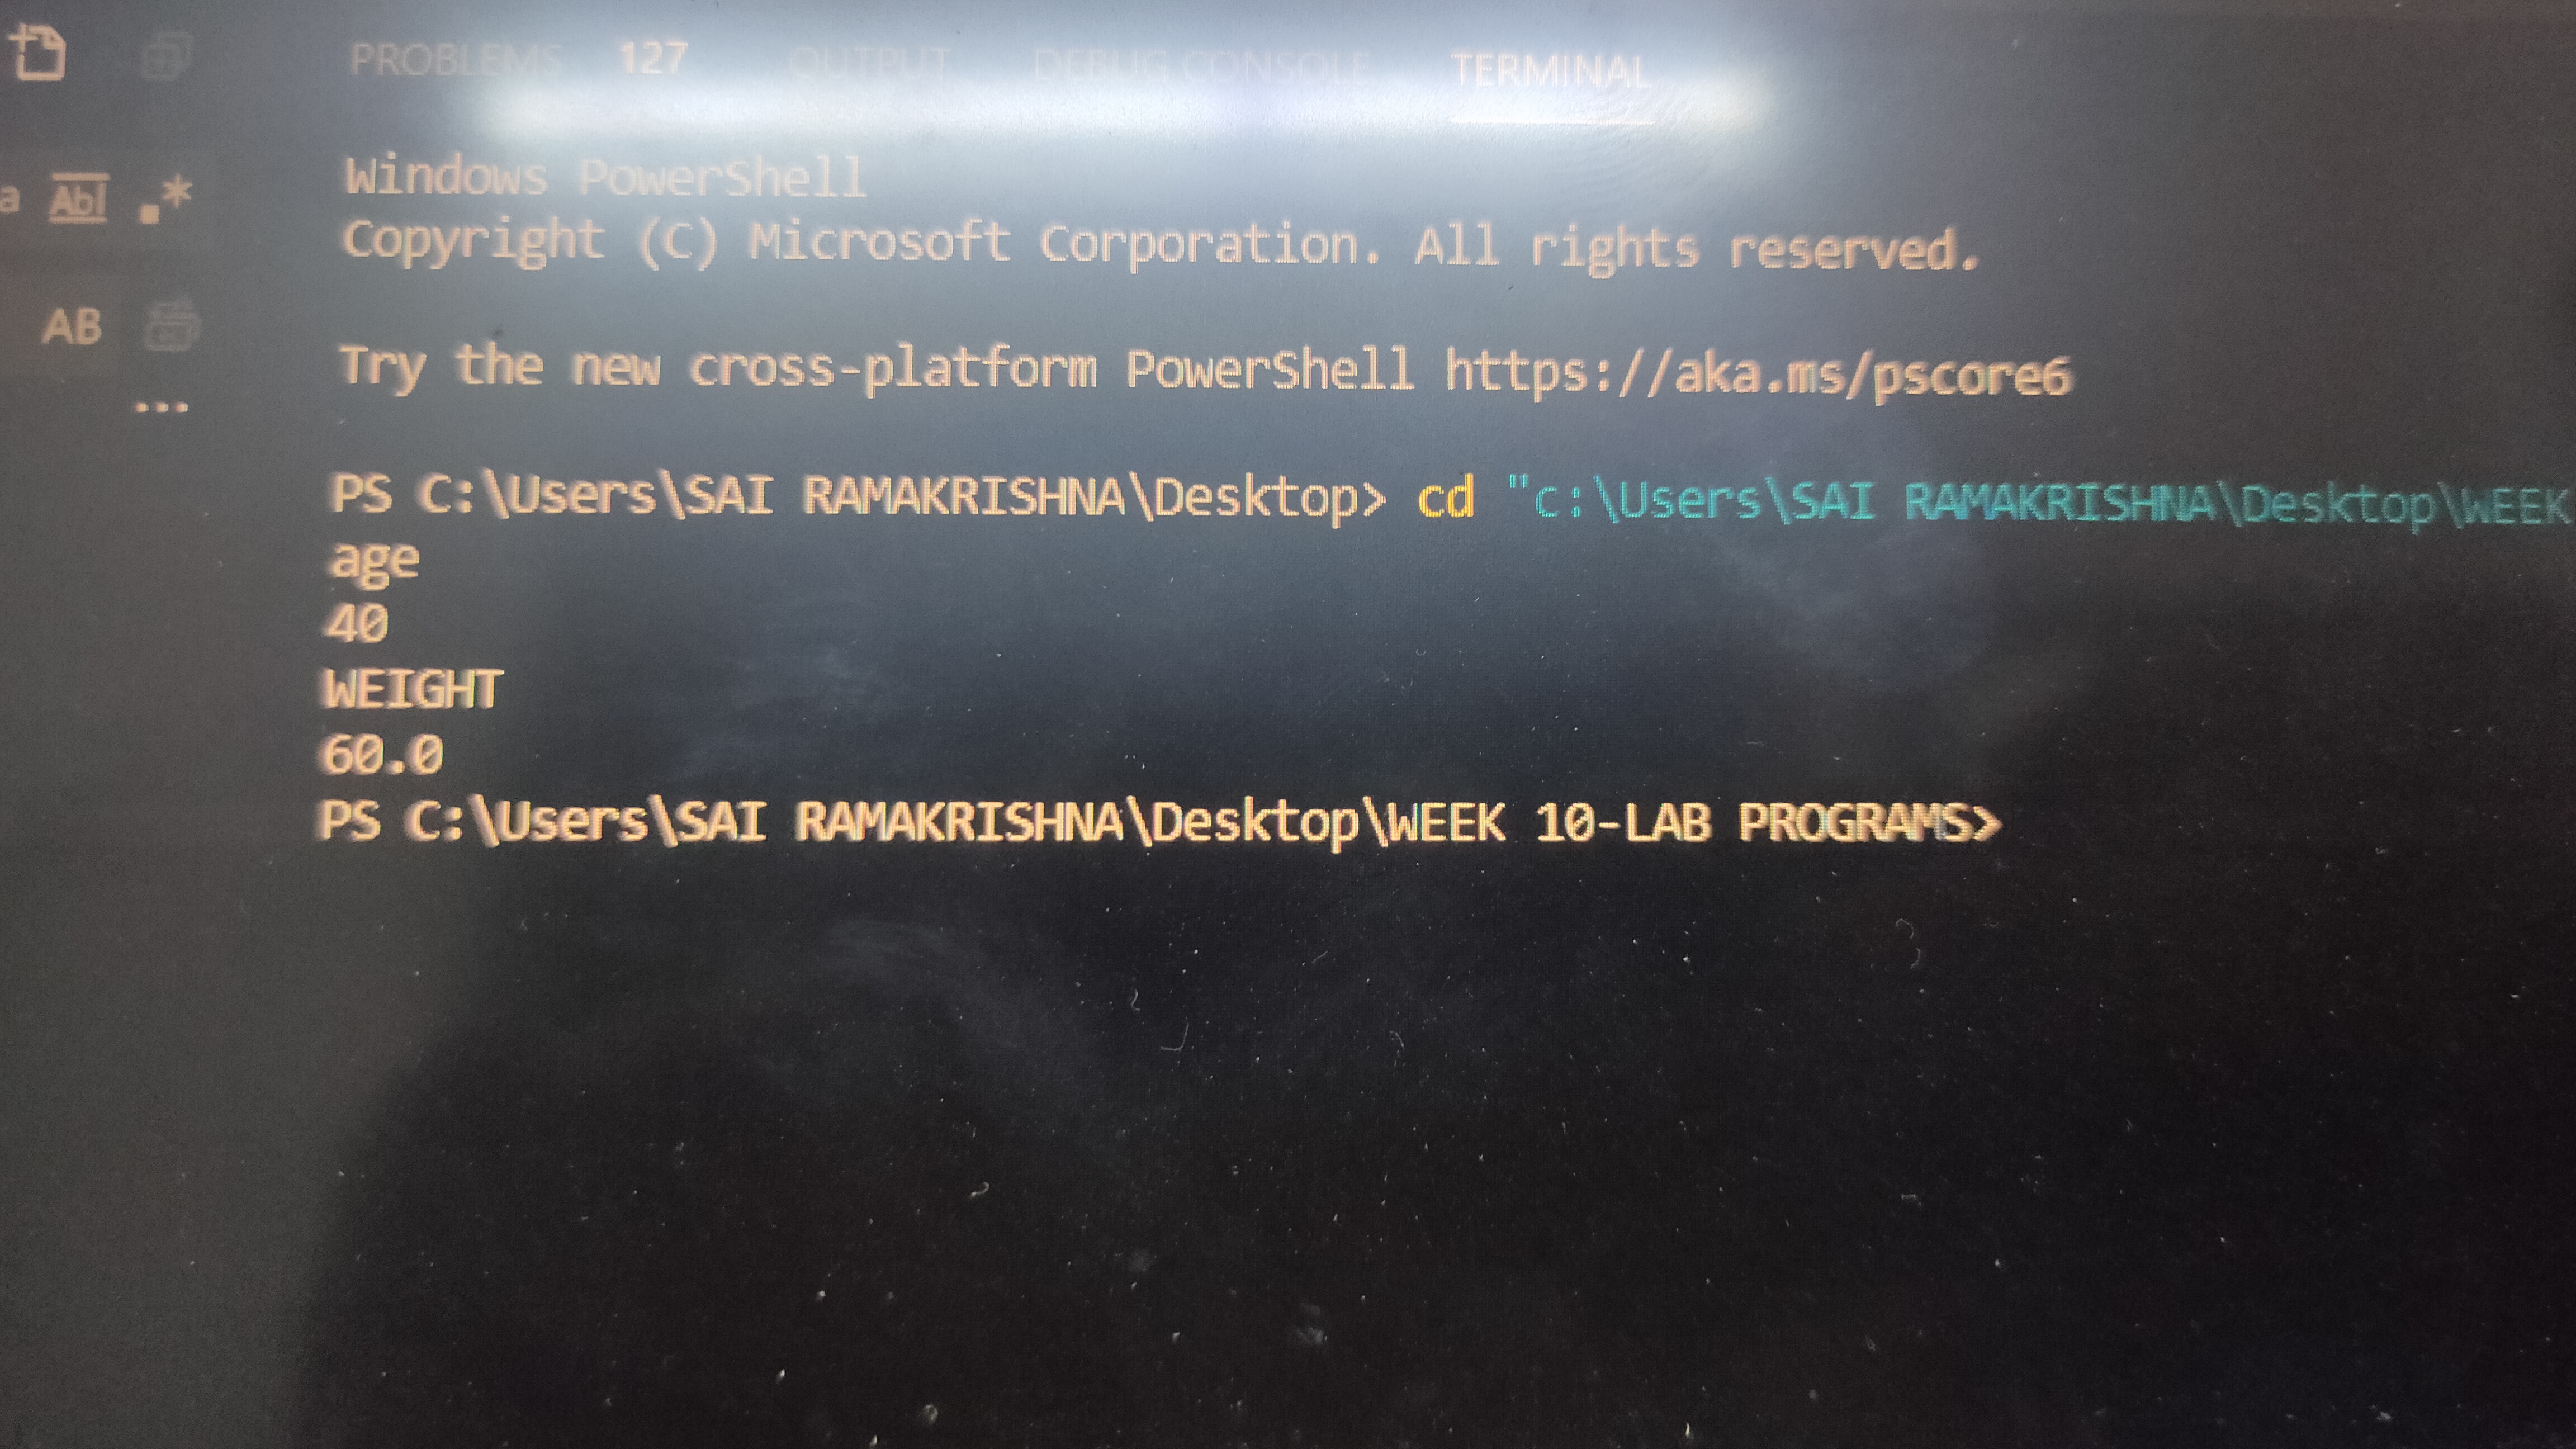 PROBLEMS 127 OUTPUT DEBUG CONSOLE TERMINAL
a Abl .*
AB
...
Windows PowerShell
Copyright (C) Microsoft Corporation. All rights reserved.
Try the new cross-platform PowerShell https://aka.ms/pscore6
PS C:\Users\SAI RAMAKRISHNA\Desktop> cd "c:\Users\SAI RAMAKRISHNA\Desktop\WEEK
age
40
WEIGHT
60.0
PS C:\Users\SAI RAMAKRISHNA\Desktop\WEEK 10-LAB PROGRAMS>